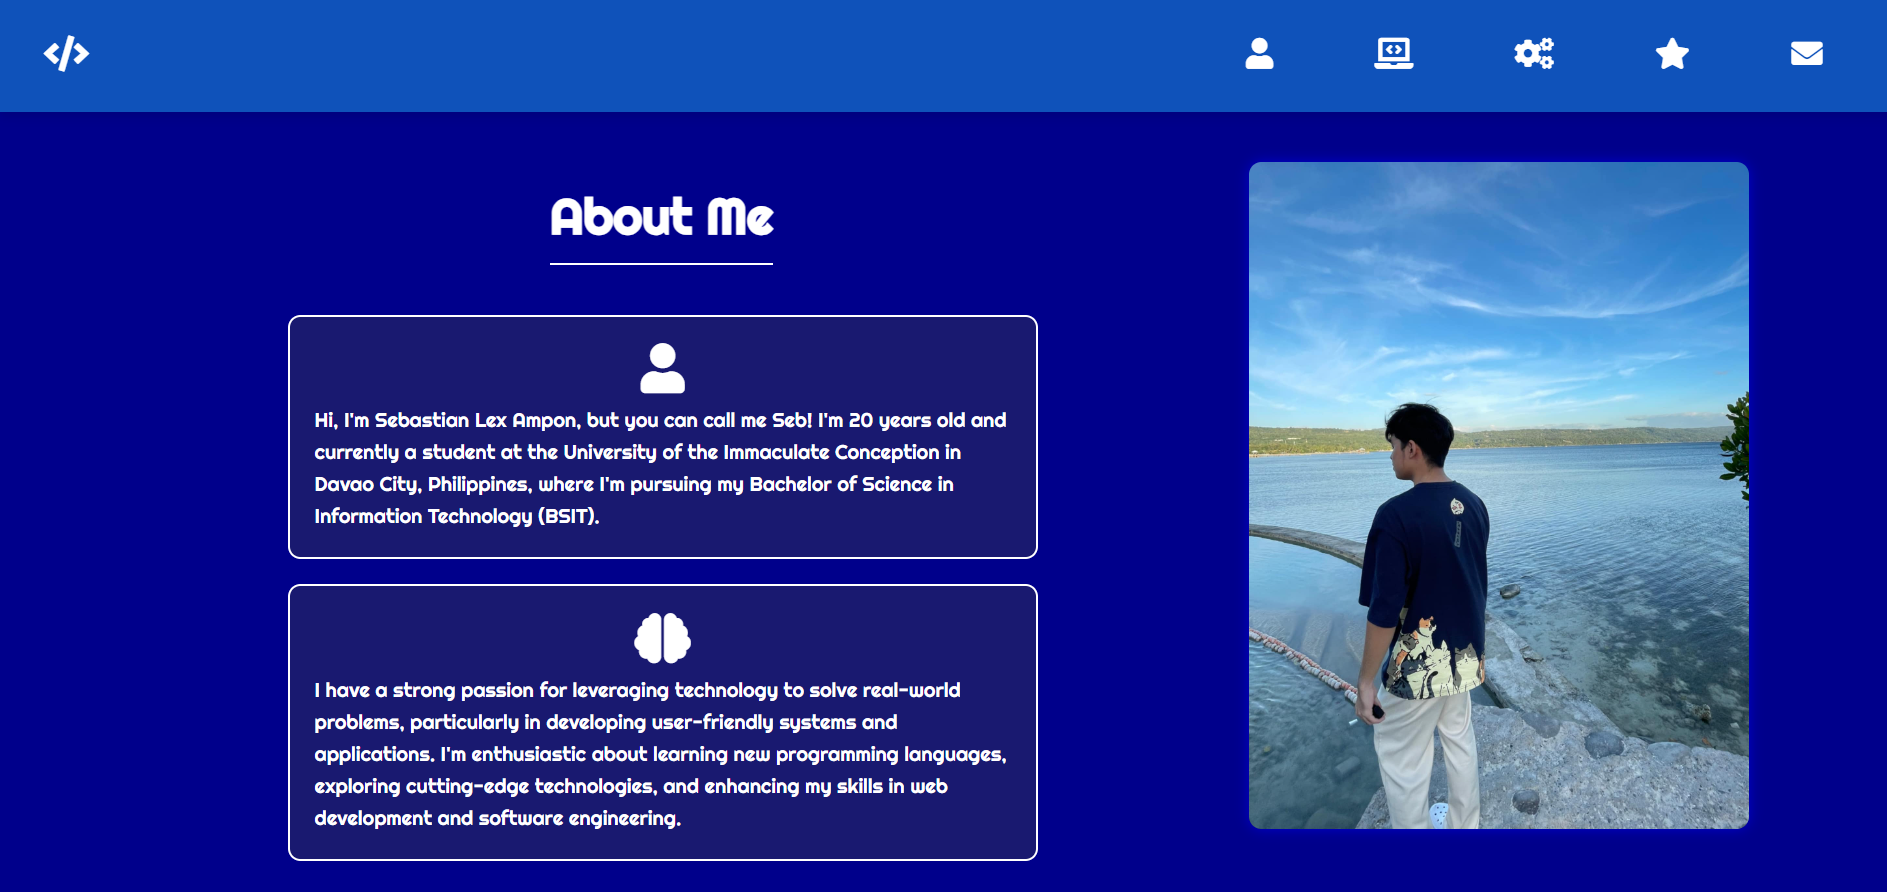 About Me
Hi, I'm Sebastian Lex Ampon, but you can call me Seb! I'm 20 years old and
currently a student at the University of the Immaculate Conception in
Davao City, Philippines, where I'm pursuing my Bachelor of Science in
Information Technology (BSIT).
I have a strong passion for leveraging technology to solve real-world
problems, particularly in developing user-friendly systems and
applications. I'm enthusiastic about learning new programming languages,
exploring cutting-edge technologies, and enhancing my skills in web
development and software engineering.